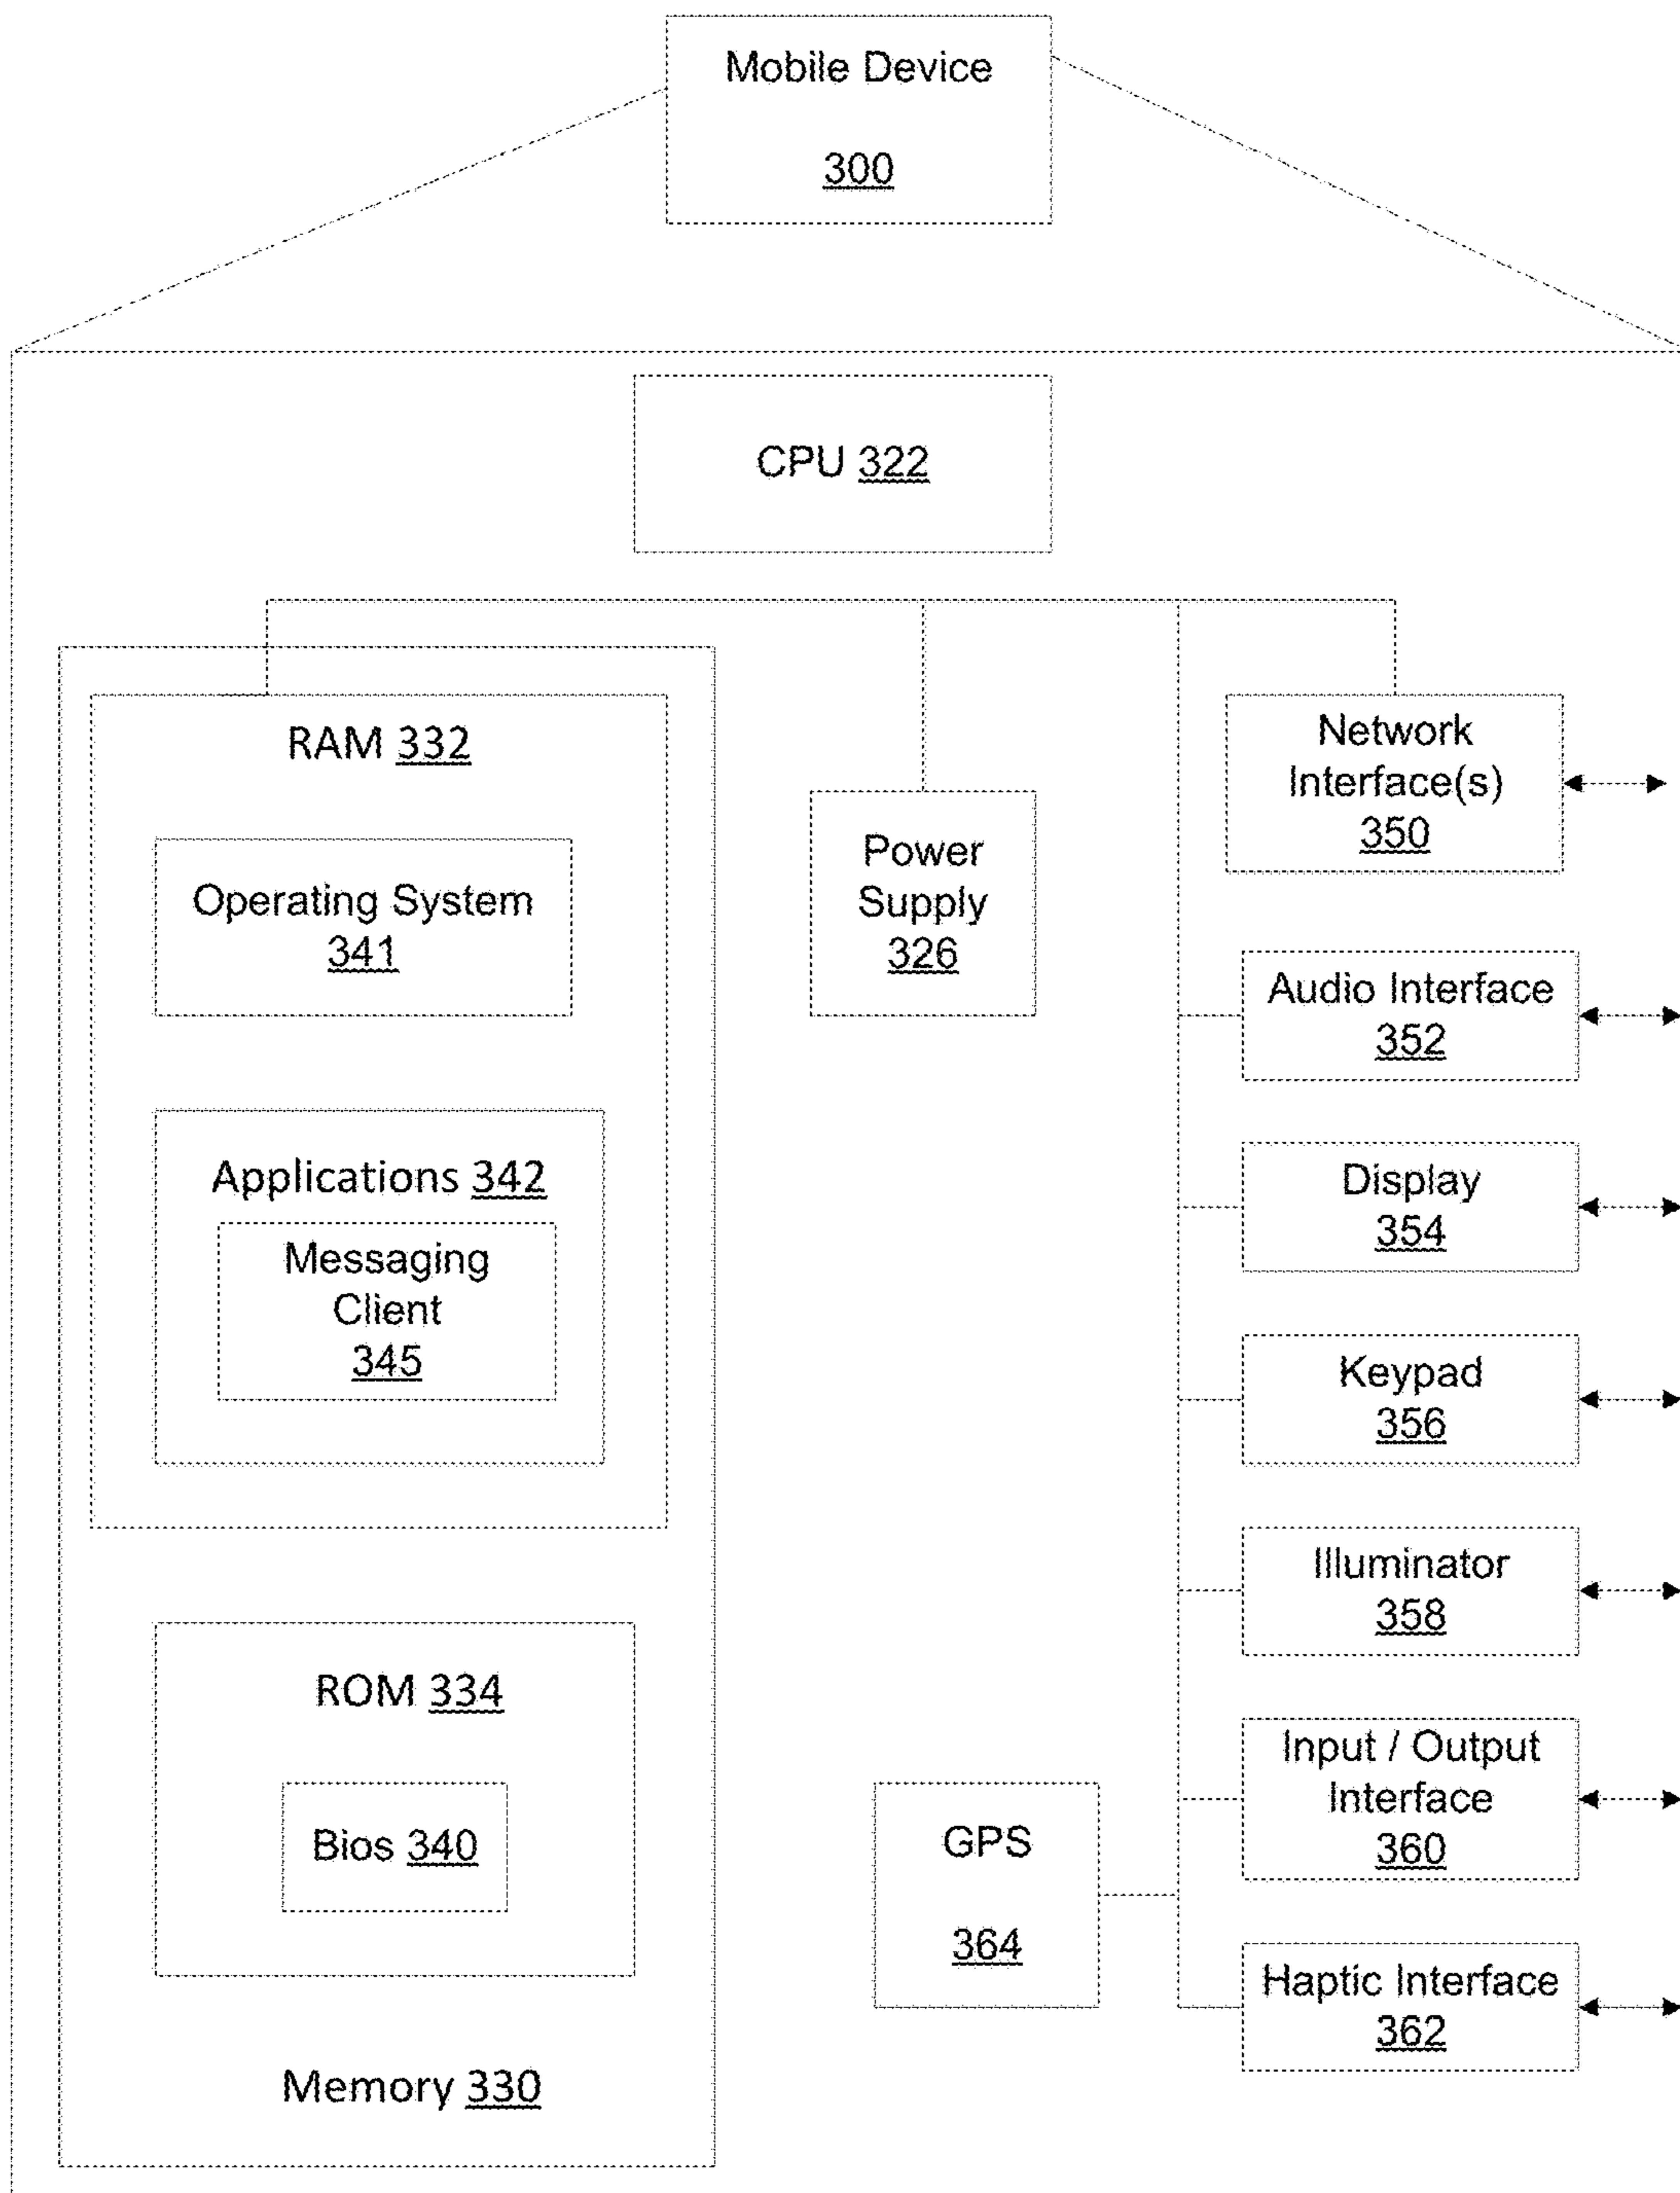 Mobile Device
300
CPU 322
RAM 332
Operating System
341
Applications 342
Messaging
Client
345
ROM 334
Bios 340
Memory 330
Power
Supply
326
GPS
364
Network
Interface(s)
350
Audio Interface
352
Display
354
Keypad
356
Illuminator
358
Input / Output
Interface
360
Haptic Interface
362